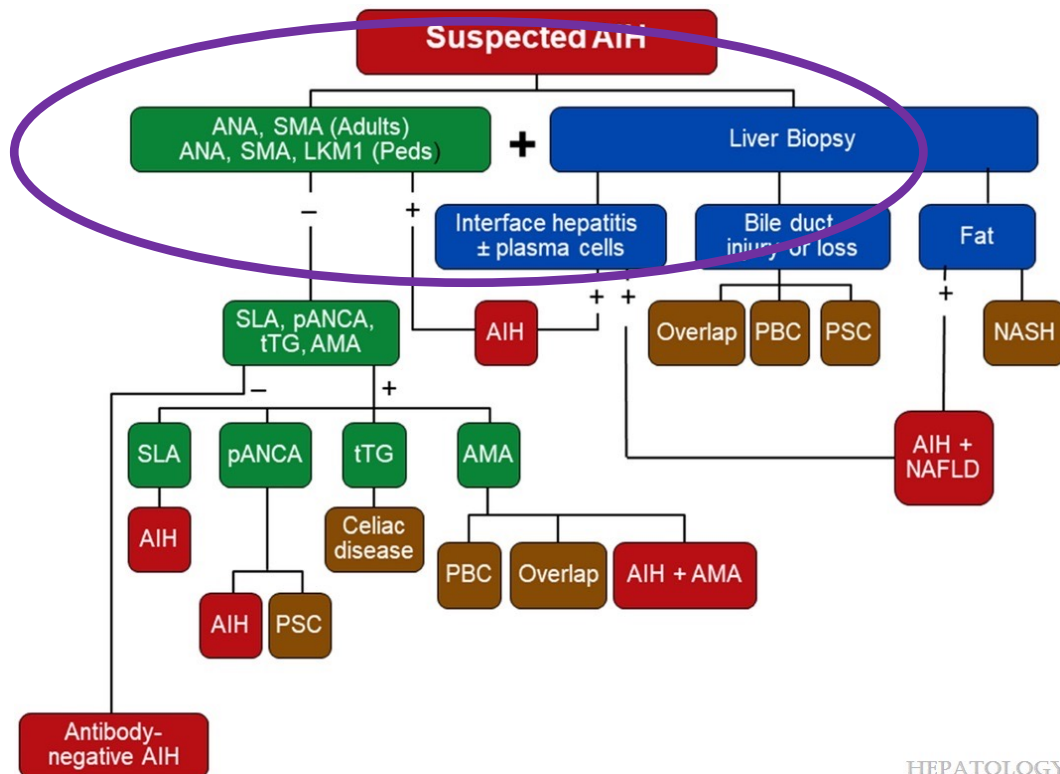 Suspected AIH
ANA, SMA (Adults)
ANA, SMA, LKM1 (Peds)
+
Liver Biopsy
−
+
Interface hepatitis
± plasma cells
Bile duct
injury or loss
Fat
+
+
+
SLA, pANCA,
tTG, AMA
AIH
Overlap
PBC
PSC
NASH
−
+
SLA
pANCA
tTG
AMA
AIH +
NAFLD
AIH
Celiac
disease
PBC
Overlap
AIH + AMA
AIH
PSC
Antibody-
negative AIH
HEPATOLOGY